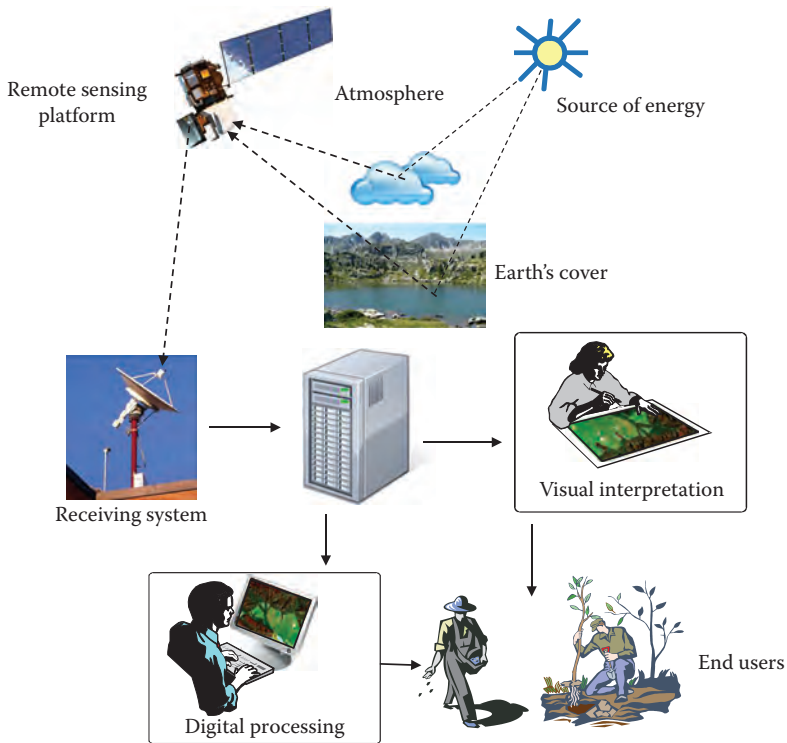 Remote sensing
platform
Atmosphere
Source of energy
Earth's cover
Receiving system
Visual interpretation
Digital processing
End users